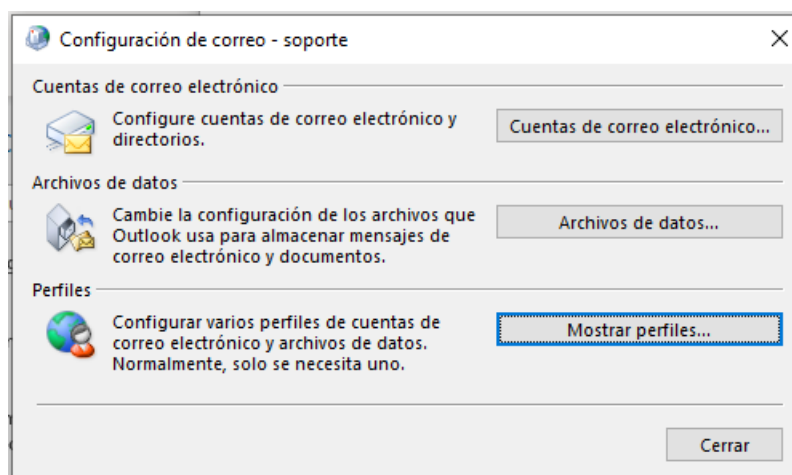 Configuración de correo - soporte
Cuentas de correo electrónico
Configure cuentas de correo electrónico y
directorios.
Cuentas de correo electrónico...
Archivos de datos
Cambie la configuración de los archivos que
Outlook usa para almacenar mensajes de
correo electrónico y documentos.
Archivos de datos...
Perfiles
Configurar varios perfiles de cuentas de
correo electrónico y archivos de datos.
Normalmente, solo se necesita uno.
Mostrar perfiles...
Cerrar